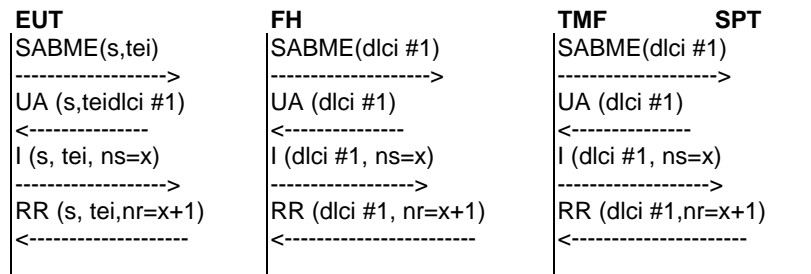 EUT FH TMF SPT
SABME(s,tei) SABME(dlci #1) SABME(dlci #1)
-------------------> --------------------> -------------------->
UA (s,teidlci #1) UA (dlci #1) UA (dlci #1)
<--------------- <--------------- <---------------
I (s, tei, ns=x) I (dlci #1, ns=x) I (dlci #1, ns=x)
-------------------> ------------------> ------------------->
RR (s, tei,nr=x+1) RR (dlci #1, nr=x+1) RR (dlci #1,nr=x+1)
<-------------------- <------------------------ <----------------------